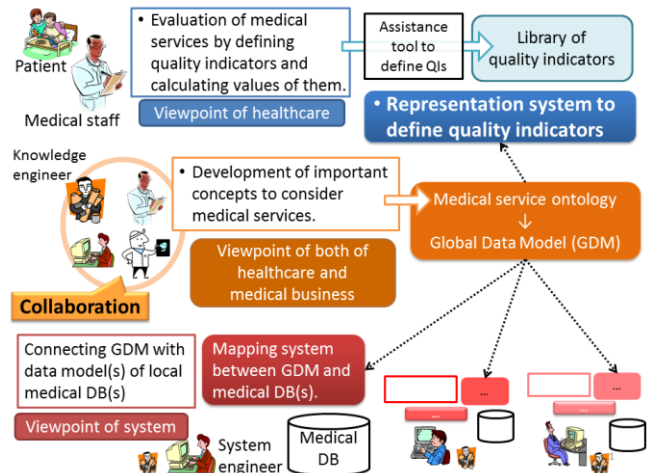 • Evaluation of medical
services by defining
quality indicators and
calculating values of them.
Viewpoint of healthcare
Patient
Medical staff
Assistance
tool to
define QIs
Library of
quality indicators
• Representation system to
define quality indicators
Knowledge
engineer
• Development of important
concepts to consider
medical services.
Viewpoint of both of
healthcare and
medical business
Medical service ontology
↓
Global Data Model (GDM)
Collaboration
Connecting GDM with
data model(s) of local
medical DB(s)
Viewpoint of system
Mapping system
between GDM and
medical DB(s).
System
engineer
Medical
DB
...
...
...
...
1